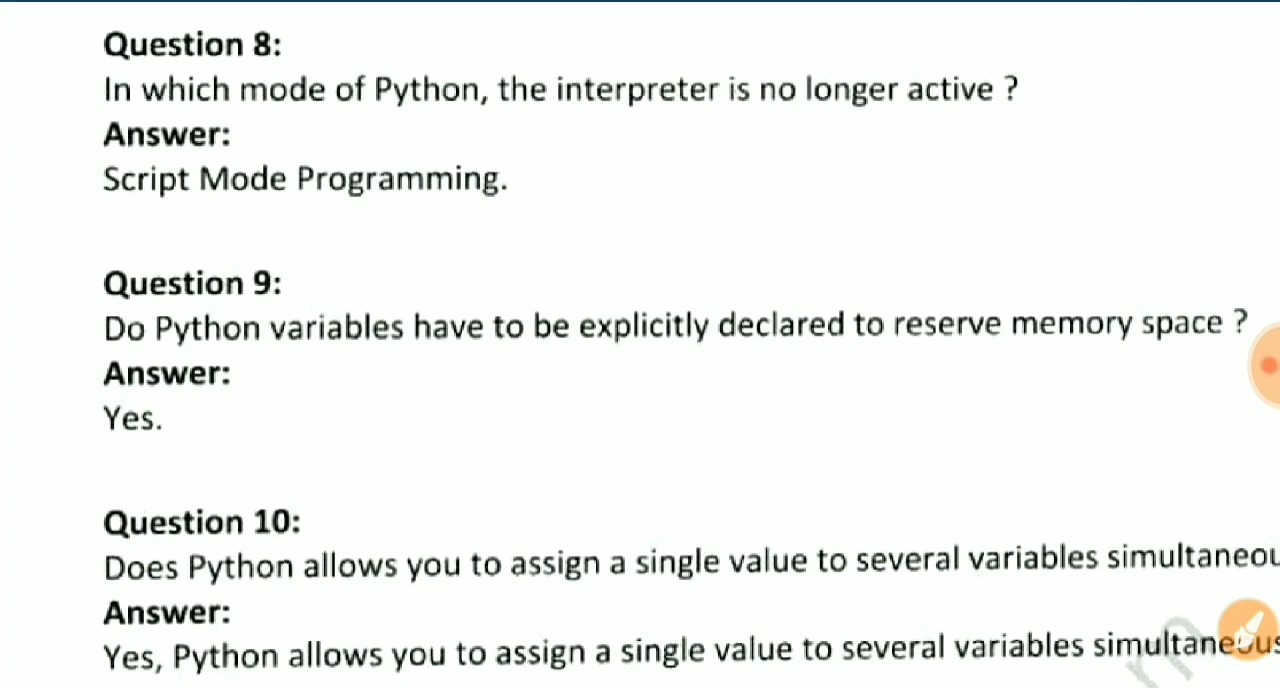 Question 8:
In which mode of Python, the interpreter is no longer active ?
Answer:
Script Mode Programming.
Question 9:
Do Python variables have to be explicitly declared to reserve memory space ?
Answer:
Yes.
Question 10:
Does Python allows you to assign a single value to several variables
Answer:
Yes, Python allows you to assign a single value to several variables